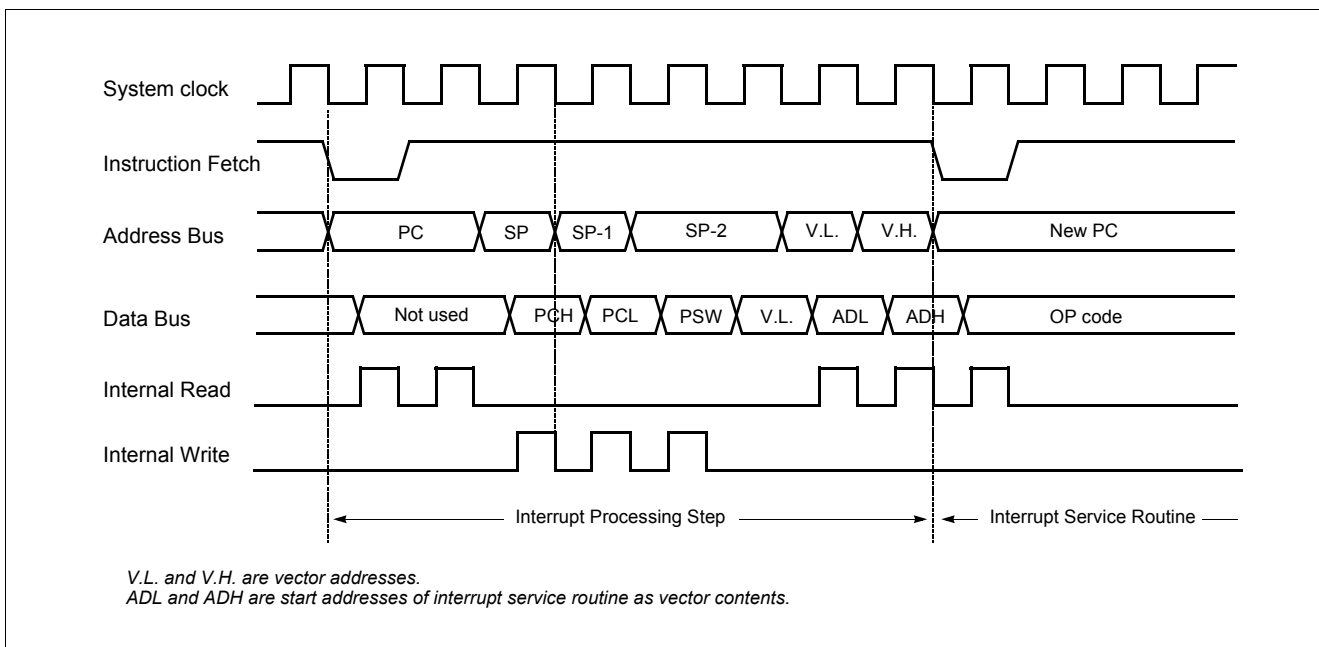 System clock
Instruction Fetch
Address Bus
PC
SP
SP-1
SP-2
V.L.
V.H.
New PC
Data Bus
Not used
PCH
PCL
PSW
V.L.
ADL
ADH
OP code
Internal Read
Internal Write
Interrupt Processing Step
Interrupt Service Routine
V.L. and V.H. are vector addresses.
ADL and ADH are start addresses of interrupt service routine as vector contents.